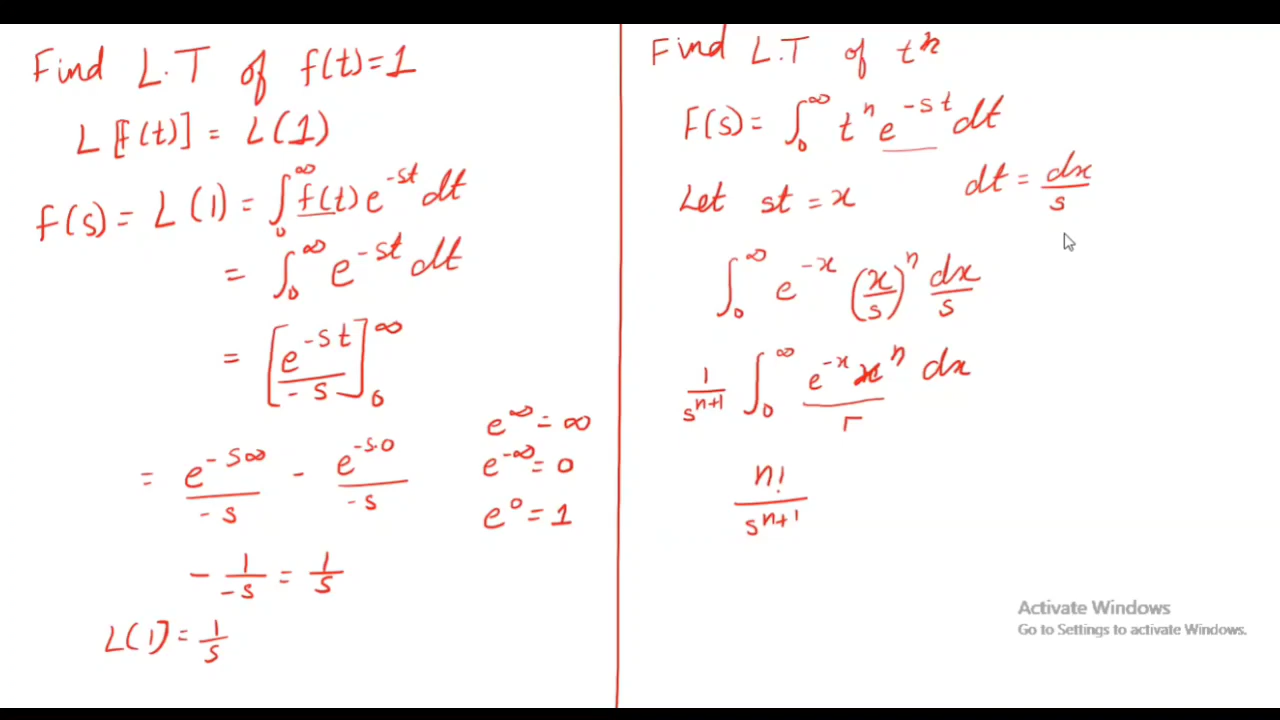 Find L.T of f(t)=1
L[f(t)] = L(1)
F(s) = L(1) = ∫₀^∞ f(t) e^{-st} dt
= ∫₀^∞ e^{-st} dt
= [e^{-st}/-s]₀^∞
= e^{-s∞}/-s - e^{-s.0}/-s
e^∞ = ∞
e^{-∞} = 0
e^0 = 1
- 1/-s = 1/s
L(1) = 1/s
Find L.T of t^n
F(s) = ∫₀^∞ t^n e^{-st} dt
Let st = x dt = dx/s
∫₀^∞ e^{-x} (x/s)^n dx/s
1/s^{n+1} ∫₀^∞ e^{-x} x^n dx
Γ
n!/s^{n+1}
Activate Windows
Go to Settings to activate Windows.